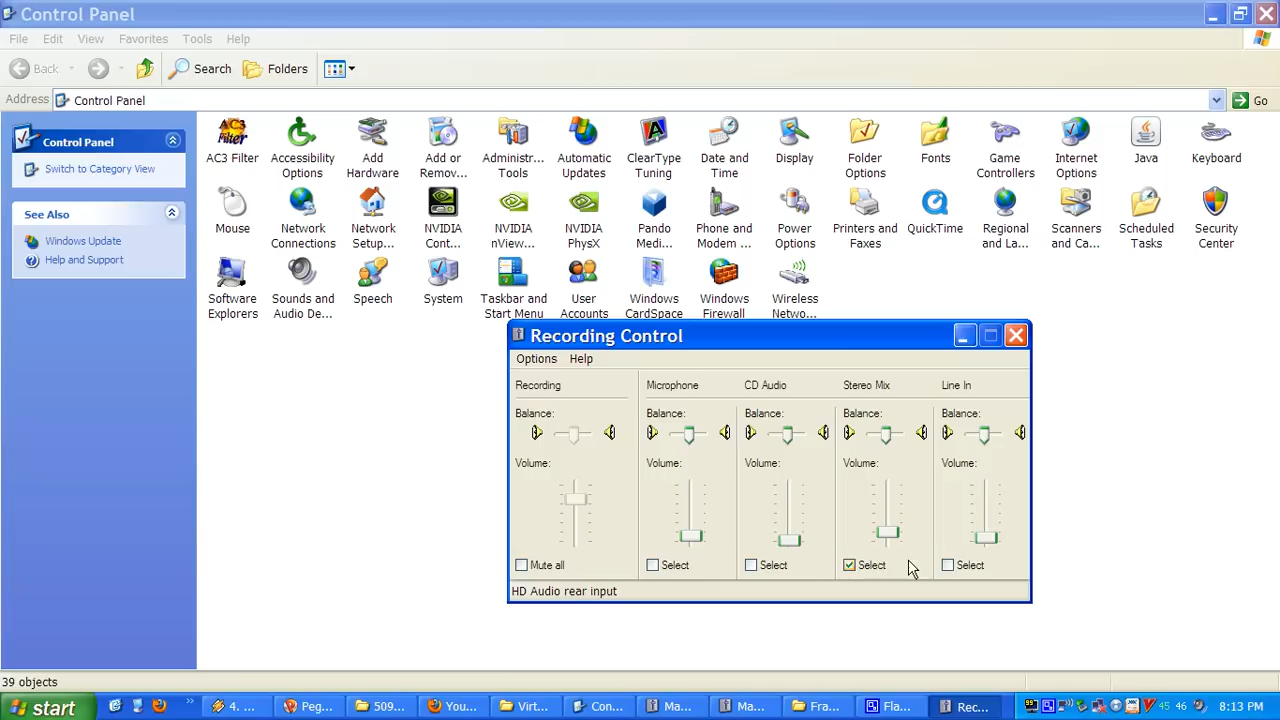 Control Panel
File Edit View Favorites Tools Help
Back Search Folders
Address Control Panel Go
Control Panel
Switch to Category View
See Also
Windows Update
Help and Support
AC3 Filter
Accessibility Options
Add Hardware
Add or Remov...
Administr... Tools
Automatic Updates
ClearType Tuning
Date and Time
Display
Folder Options
Fonts
Game Controllers
Internet Options
Java
Keyboard
Mouse
Network Connections
Network Setup...
NVIDIA Cont...
NVIDIA nView...
NVIDIA PhysX
Pando Medi...
Phone and Modem ...
Power Options
Printers and Faxes
QuickTime
Regional and La...
Scanners and Ca...
Scheduled Tasks
Security Center
Software Explorers
Sounds and Audio De...
Speech
System
Taskbar and Start Menu
User Accounts
Windows CardSpace
Windows Firewall
Wireless Netwo...
Recording Control
Options Help
Recording Microphone CD Audio Stereo Mix Line In
Balance: Balance: Balance: Balance: Balance:
Volume: Volume: Volume: Volume: Volume:
Mute all Select Select Select Select
HD Audio rear input
39 objects
start 4. ... Peg... 509... You... Virt... Con... Ma... Ma... Fra... Fla... Rec... 99 45 46 8:13 PM